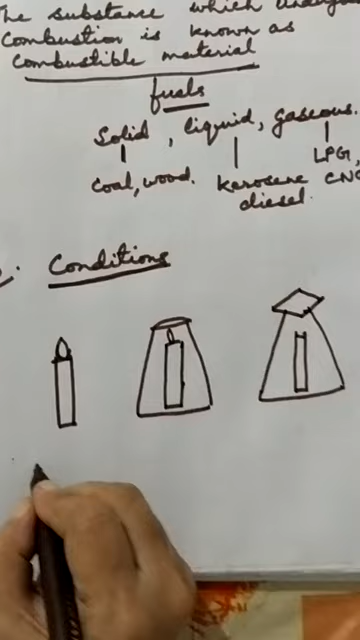 The substance which
Combustion is known as
Combustible material
fuels
Solid, liquid, gaseous.
coal, wood. kerosene diesel. LPG, CNG
Conditions